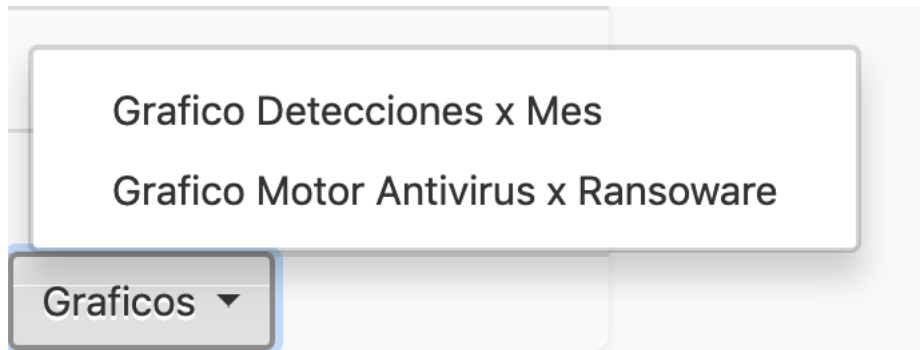 Grafico Detecciones x Mes
Grafico Motor Antivirus x Ransoware
Graficos